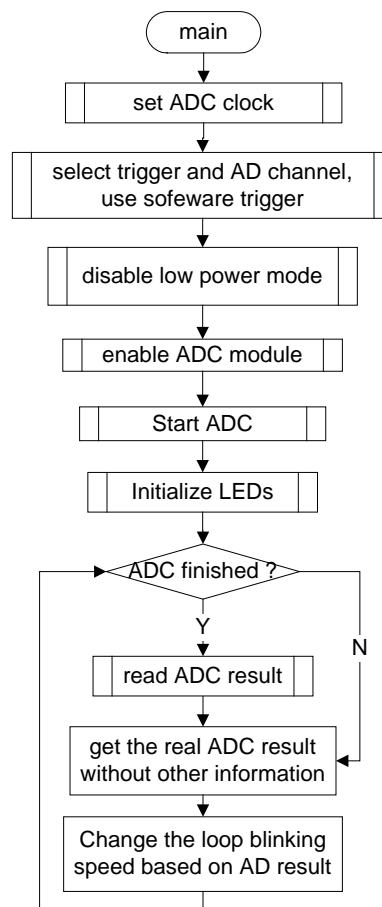 main
set ADC clock
select trigger and AD channel,
use sofeware trigger
disable low power mode
enable ADC module
Start ADC
Initialize LEDs
ADC finished ?
Y
N
read ADC result
get the real ADC result
without other information
Change the loop blinking
speed based on AD result